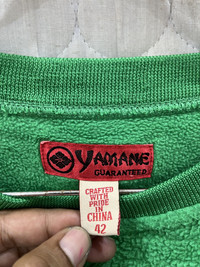 YAMANE
GUARANTEED
CRAFTED
WITH
PRIDE
IN
CHINA
42